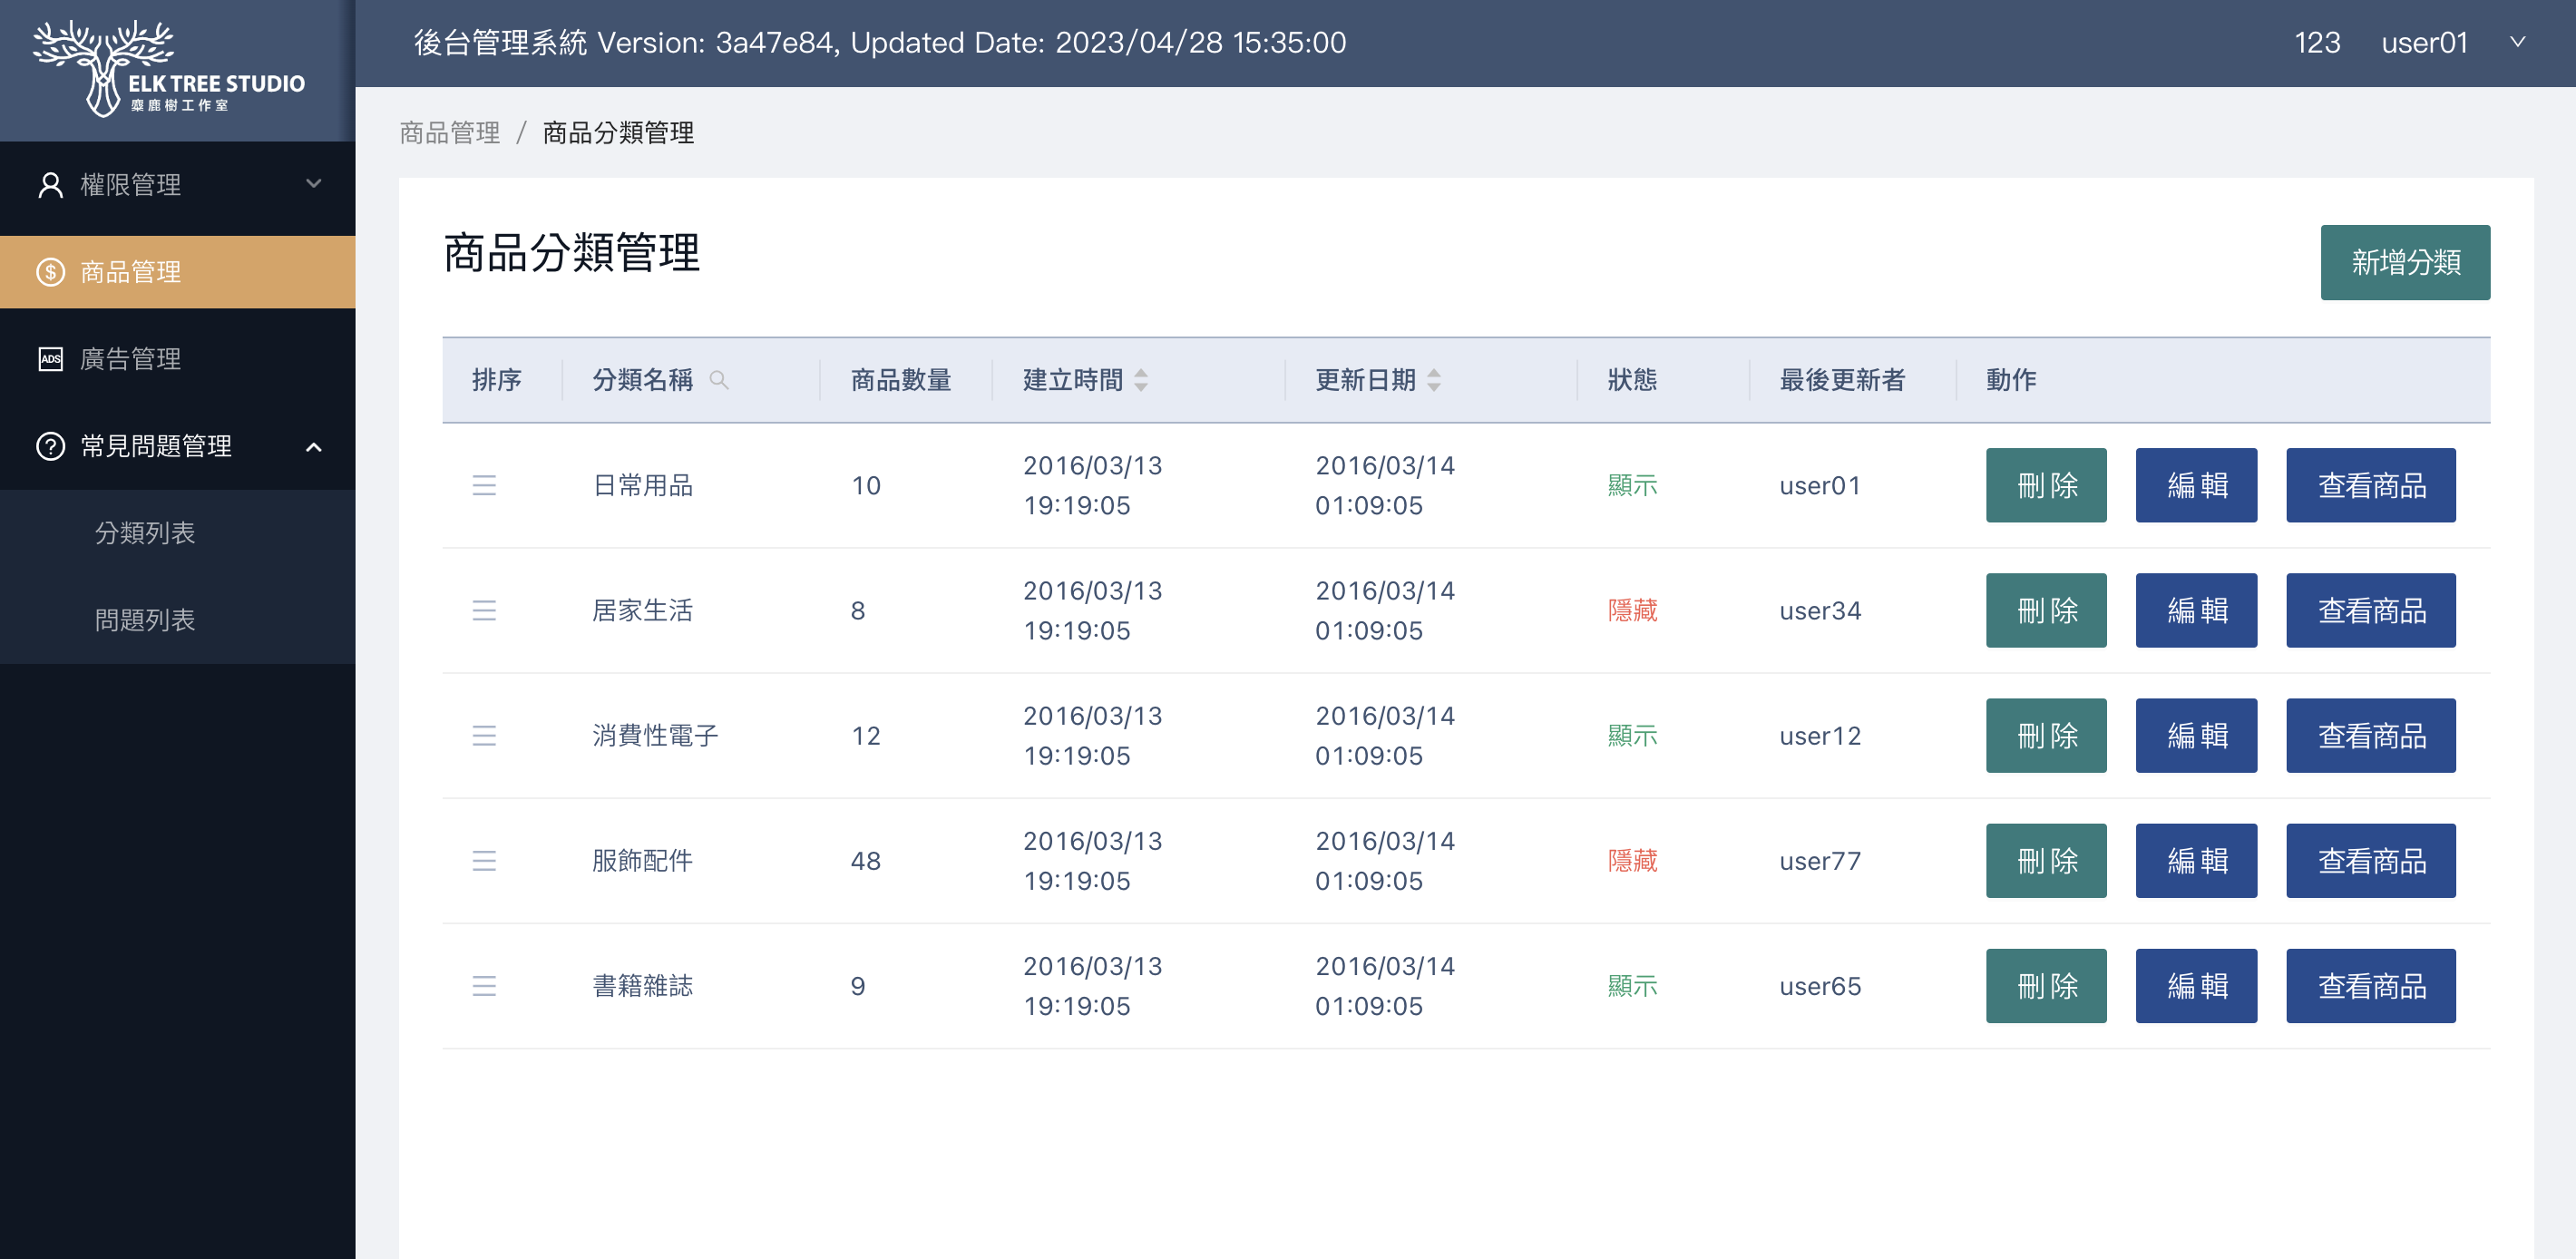 ELK TREE STUDIO
麋鹿樹工作室
後台管理系統 Version: 3a47e84, Updated Date: 2023/04/28 15:35:00
123 user01
權限管理
商品管理
ADS 廣告管理
常見問題管理
分類列表
問題列表
商品管理 / 商品分類管理
商品分類管理
新增分類
排序 分類名稱 商品數量 建立時間 更新日期 狀態 最後更新者 動作
日常用品 10 2016/03/13 19:19:05 2016/03/14 01:09:05 顯示 user01 刪除 編輯 查看商品
居家生活 8 2016/03/13 19:19:05 2016/03/14 01:09:05 隱藏 user34 刪除 編輯 查看商品
消費性電子 12 2016/03/13 19:19:05 2016/03/14 01:09:05 顯示 user12 刪除 編輯 查看商品
服飾配件 48 2016/03/13 19:19:05 2016/03/14 01:09:05 隱藏 user77 刪除 編輯 查看商品
書籍雜誌 9 2016/03/13 19:19:05 2016/03/14 01:09:05 顯示 user65 刪除 編輯 查看商品